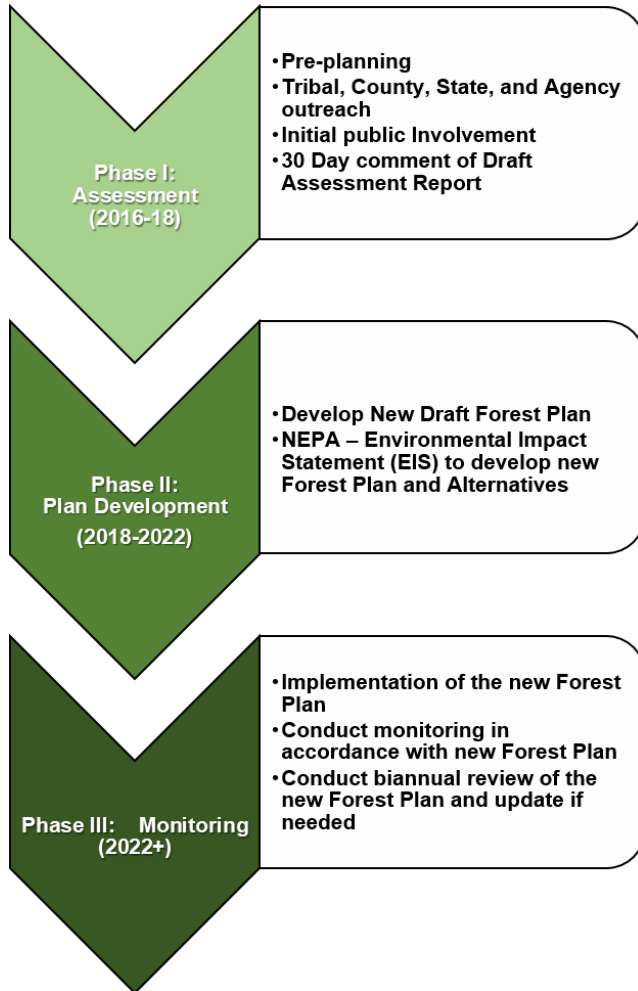 Phase I:
Assessment
(2016-18)
•Pre-planning
•Tribal, County, State, and Agency
outreach
•Initial public Involvement
•30 Day comment of Draft
Assessment Report
Phase II:
Plan Development
(2018-2022)
•Develop New Draft Forest Plan
•NEPA – Environmental Impact
Statement (EIS) to develop new
Forest Plan and Alternatives
Phase III: Monitoring
(2022+)
•Implementation of the new Forest
Plan
•Conduct monitoring in
accordance with new Forest Plan
•Conduct biannual review of the
new Forest Plan and update if
needed